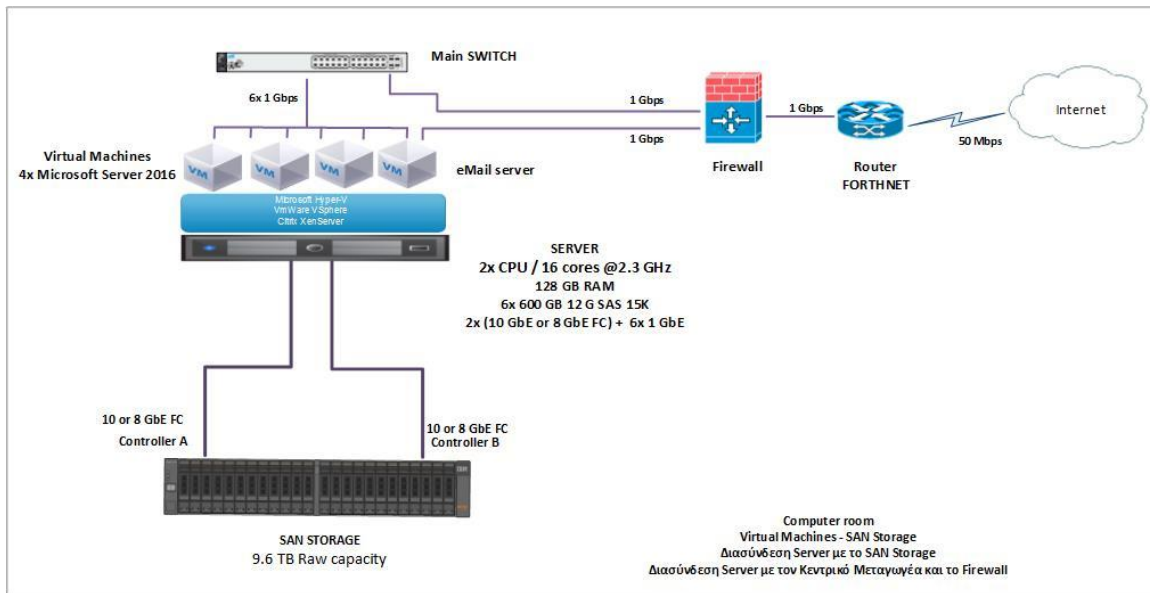 Main SWITCH
6x 1 Gbps
1 Gbps
1 Gbps
1 Gbps
Internet
50 Mbps
Firewall
Router
FORTHNET
Virtual Machines
4x Microsoft Server 2016
VM
VM
VM
VM
eMail server
Microsoft Hyper-V
VmWare VSphere
Citrix XenServer
SERVER
2x CPU / 16 cores @2.3 GHz
128 GB RAM
6x 600 GB 12 G SAS 15K
2x (10 GbE or 8 GbE FC) + 6x 1 GbE
10 or 8 GbE FC
Controller A
10 or 8 GbE FC
Controller B
SAN STORAGE
9.6 TB Raw capacity
Computer room
Virtual Machines - SAN Storage
Διασύνδεση Server με το SAN Storage
Διασύνδεση Server με τον Κεντρικό Μεταγωγέα και το Firewall